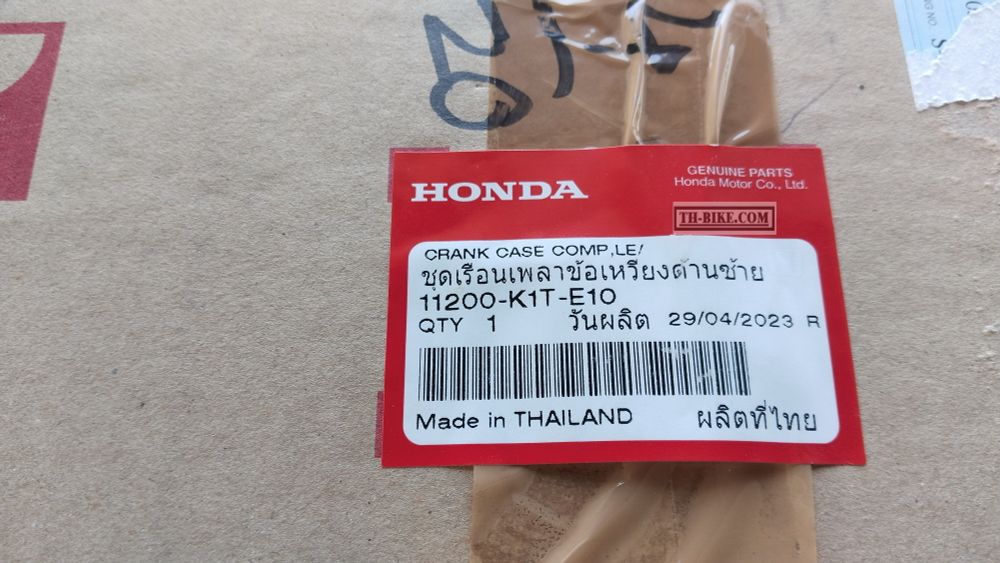 HONDA
GENUINE PARTS
Honda Motor Co., Ltd.
TH-BIKE.COM
CRANK CASE COMP,LE/
ชุดเรือนเพลาข้อเหวี่ยงด้านซ้าย
11200-K1T-E10
QTY 1 วันผลิต 29/04/2023 R
Made in THAILAND ผลิตที่ไทย